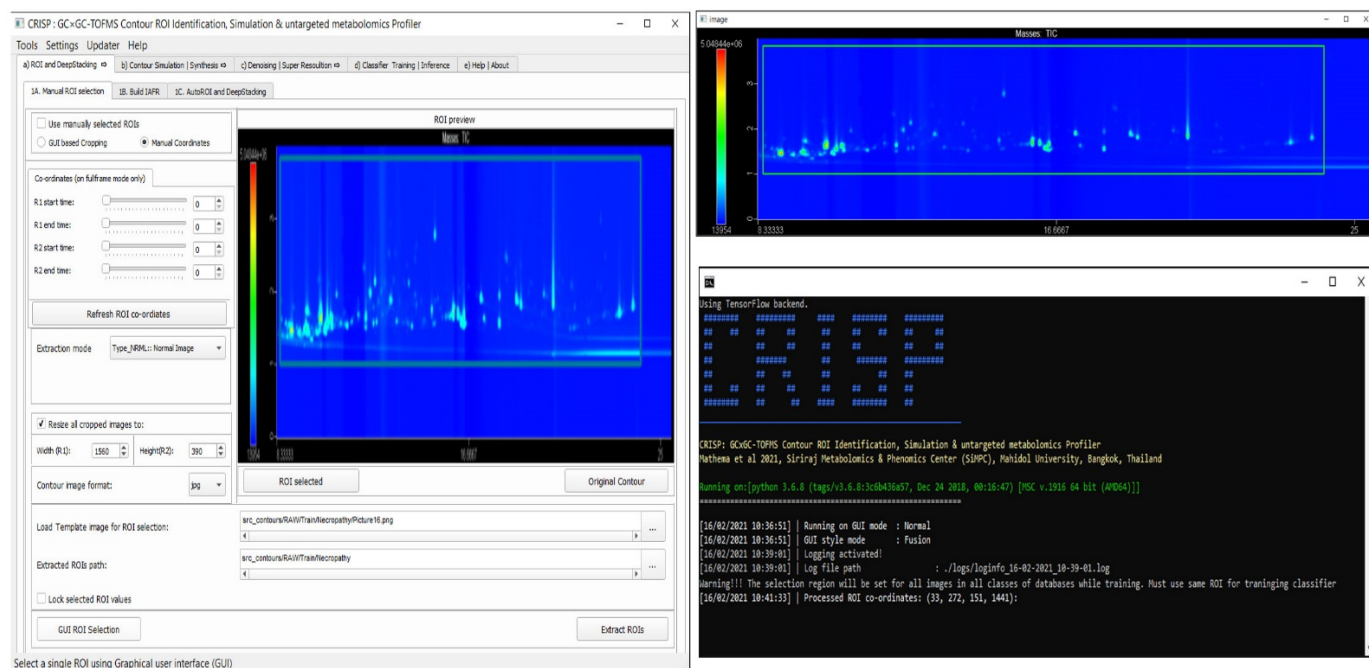 CRISP : GC×GC-TOFMS Contour ROI Identification, Simulation & untargeted metabolomics Profiler
Tools Settings Updater Help
a) ROI and DeepStacking ⇨ b) Contour Simulation | Synthesis ⇨ c) Denoising | Super Resoultion ⇨ d) Classifier Training | Inference e) Help | About
1A. Manual ROI selection 1B. Build IAFR 1C. AutoROI and DeepStacking
Use manually selected ROIs
GUI based Cropping Manual Coordinates
Co-ordinates (on fullframe mode only)
R1 start time: 0
R1 end time: 0
R2 start time: 0
R2 end time: 0
Refresh ROI co-ordiates
Extraction mode Type_NRML:: Normal Image
Resize all cropped images to:
Width (R1): 1560 Height(R2): 390
Contour image format: jpg
ROI preview
Masses TIC
5.04844e+06
13954 8.33333 16.6667 25
ROI selected Original Contour
Load Template image for ROI selection: src_contours/RAW/Train/Necropathy/Picture16.png ...
Extracted ROIs path: src_contours/RAW/Train/Necropathy ...
Lock selected ROI values
GUI ROI Selection Extract ROIs
Select a single ROI using Graphical user interface (GUI)
image
Masses TIC
5.04844e+06
3
2
1
0
13954 8.33333 16.6667 25
Using TensorFlow backend.
CRISP
CRISP: GCxGC-TOFMS Contour ROI Identification, Simulation & untargeted metabolomics Profiler
Mathema et al 2021, Siriraj Metabolomics & Phenomics Center (SiMPC), Mahidol University, Bangkok, Thailand
Running on:[python 3.6.8 (tags/v3.6.8:3c6b436a57, Dec 24 2018, 00:16:47) [MSC v.1916 64 bit (AMD64)]]
[16/02/2021 10:36:51] | Running on GUI mode : Normal
[16/02/2021 10:36:51] | GUI style mode : Fusion
[16/02/2021 10:39:01] | Logging activated!
[16/02/2021 10:39:01] | Log file path : ./logs/loginfo_16-02-2021_10-39-01.log
Warning!!! The selection region will be set for all images in all classes of databases while training. Must use same ROI for tranining classifier
[16/02/2021 10:41:33] | Processed ROI co-ordinates: (33, 272, 151, 1441):